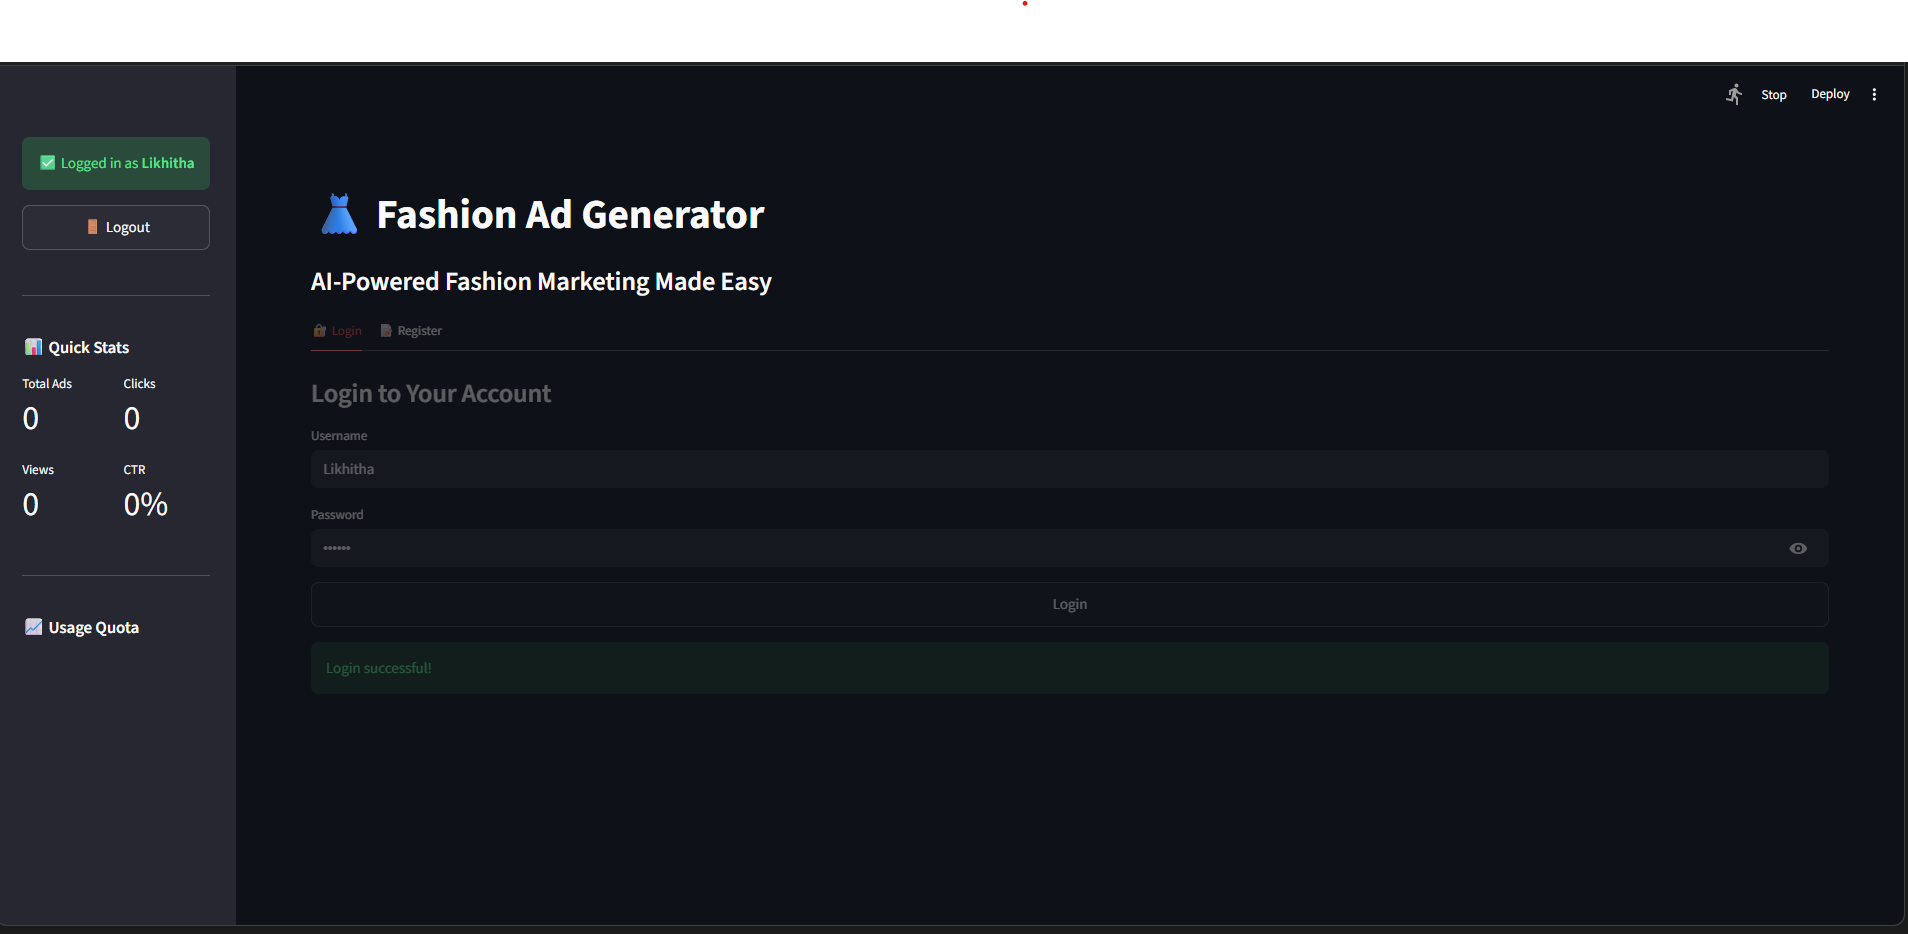 Stop Deploy
✅ Logged in as Likhitha
🚪 Logout
📊 Quick Stats
Total Ads Clicks
0 0
Views CTR
0 0%
📈 Usage Quota
👗 Fashion Ad Generator
AI-Powered Fashion Marketing Made Easy
🔐 Login 📝 Register
Login to Your Account
Username
Likhitha
Password
••••••
Login
Login successful!